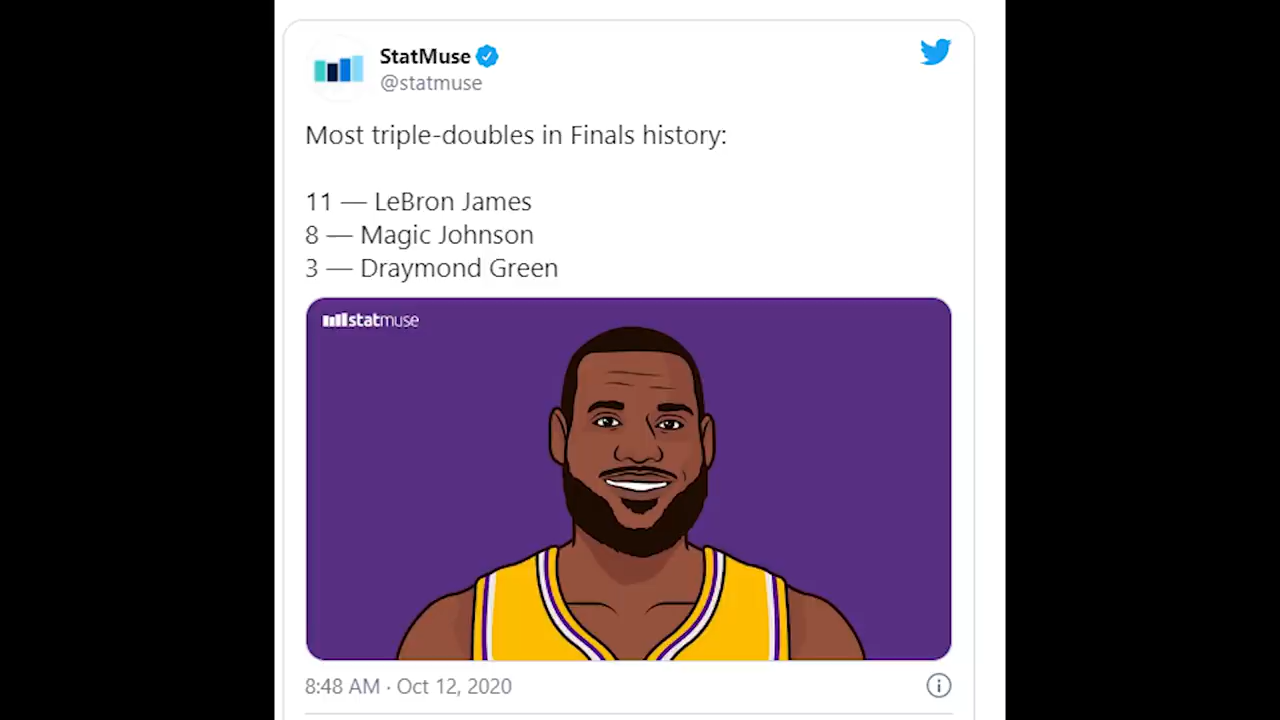 StatMuse
@statmuse
Most triple-doubles in Finals history:
11 — LeBron James
8 — Magic Johnson
3 — Draymond Green
statmuse
8:48 AM · Oct 12, 2020